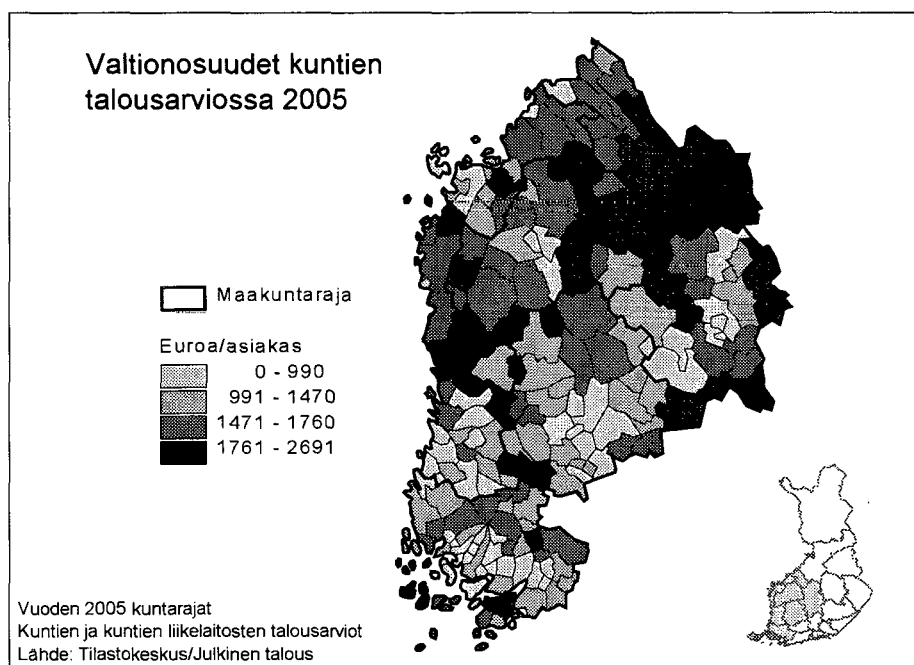 Valtionosuudet kuntien
talousarviossa 2005
Maakuntaraja
Euroa/asiakas
0 - 990
991 - 1470
1471 - 1760
1761 - 2691
Vuoden 2005 kuntarajat
Kuntien ja kuntien liikelaitosten talousarviot
Lähde: Tilastokeskus/Julkinen talous